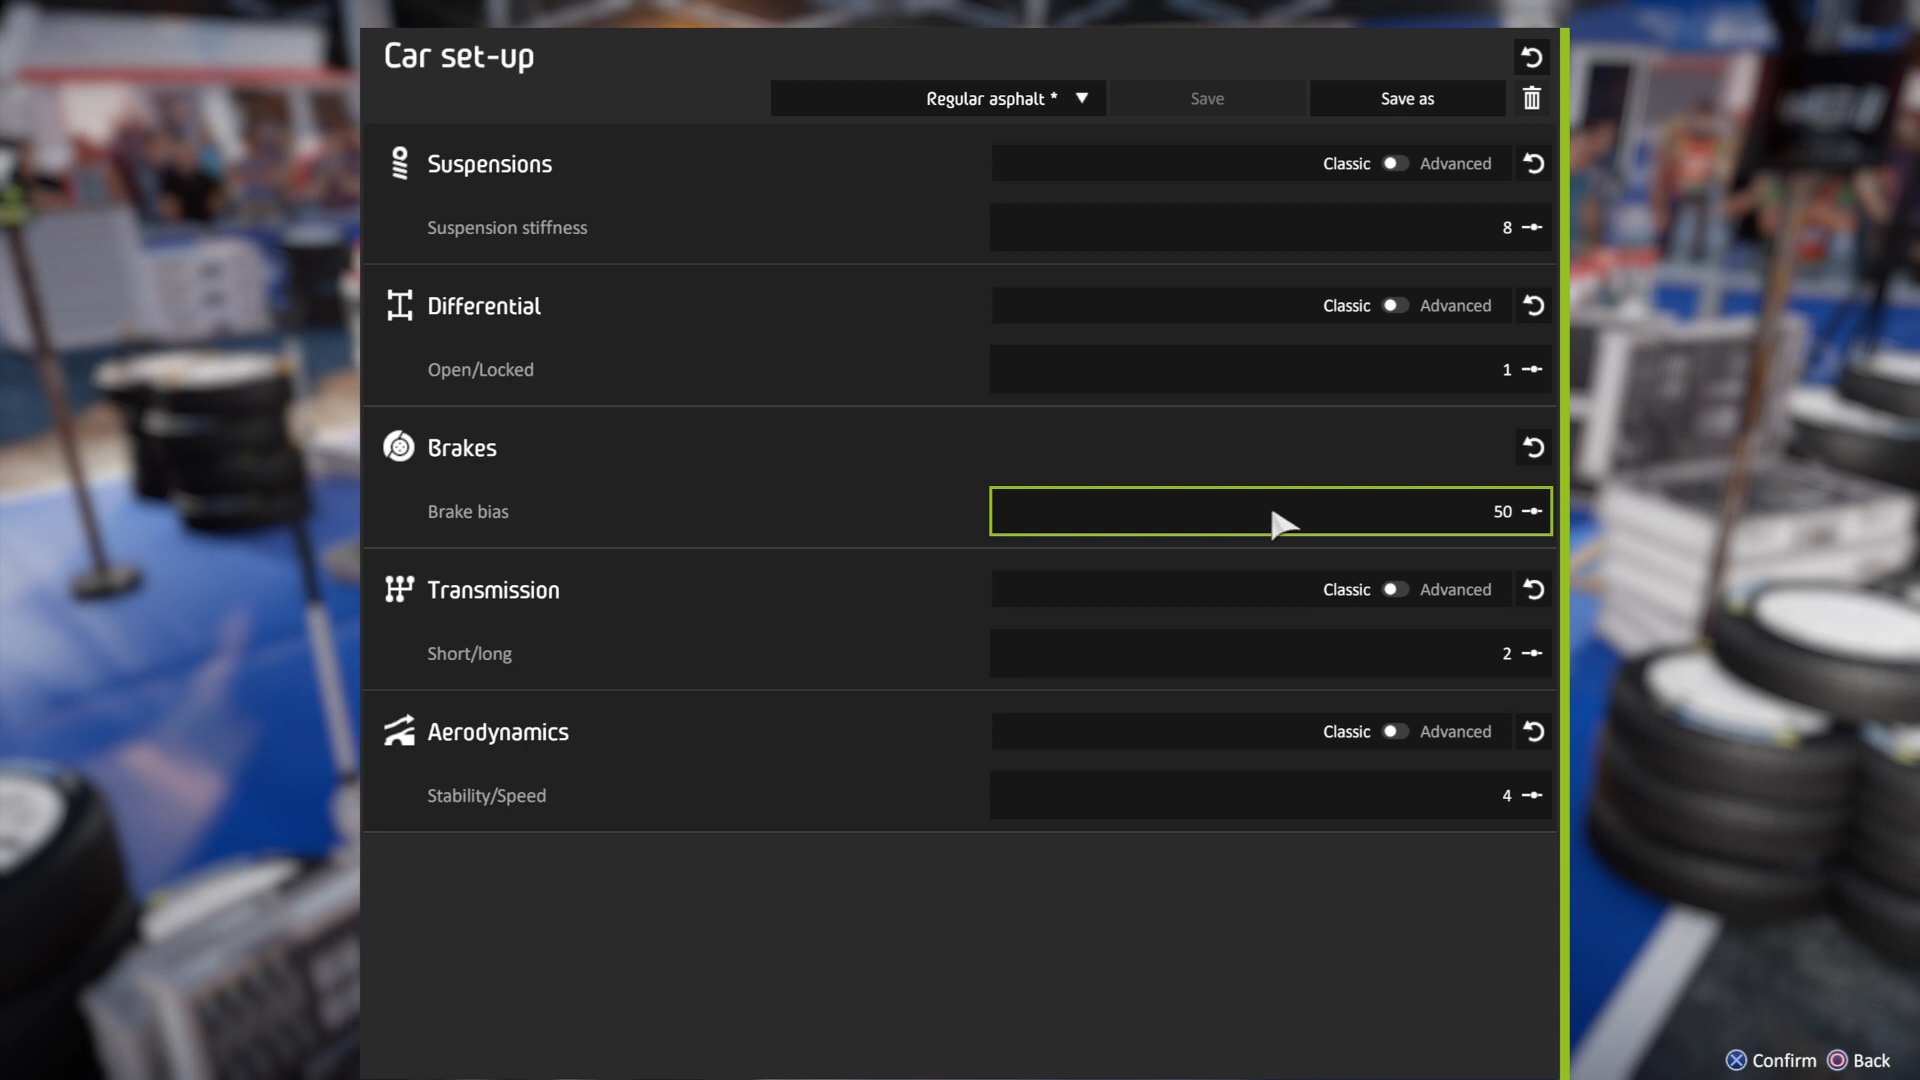 Car set-up
Regular asphalt * Save Save as
Suspensions Classic Advanced
Suspension stiffness 8
Differential Classic Advanced
Open/Locked 1
Brakes
Brake bias 50
Transmission Classic Advanced
Short/long 2
Aerodynamics Classic Advanced
Stability/Speed 4
Confirm Back